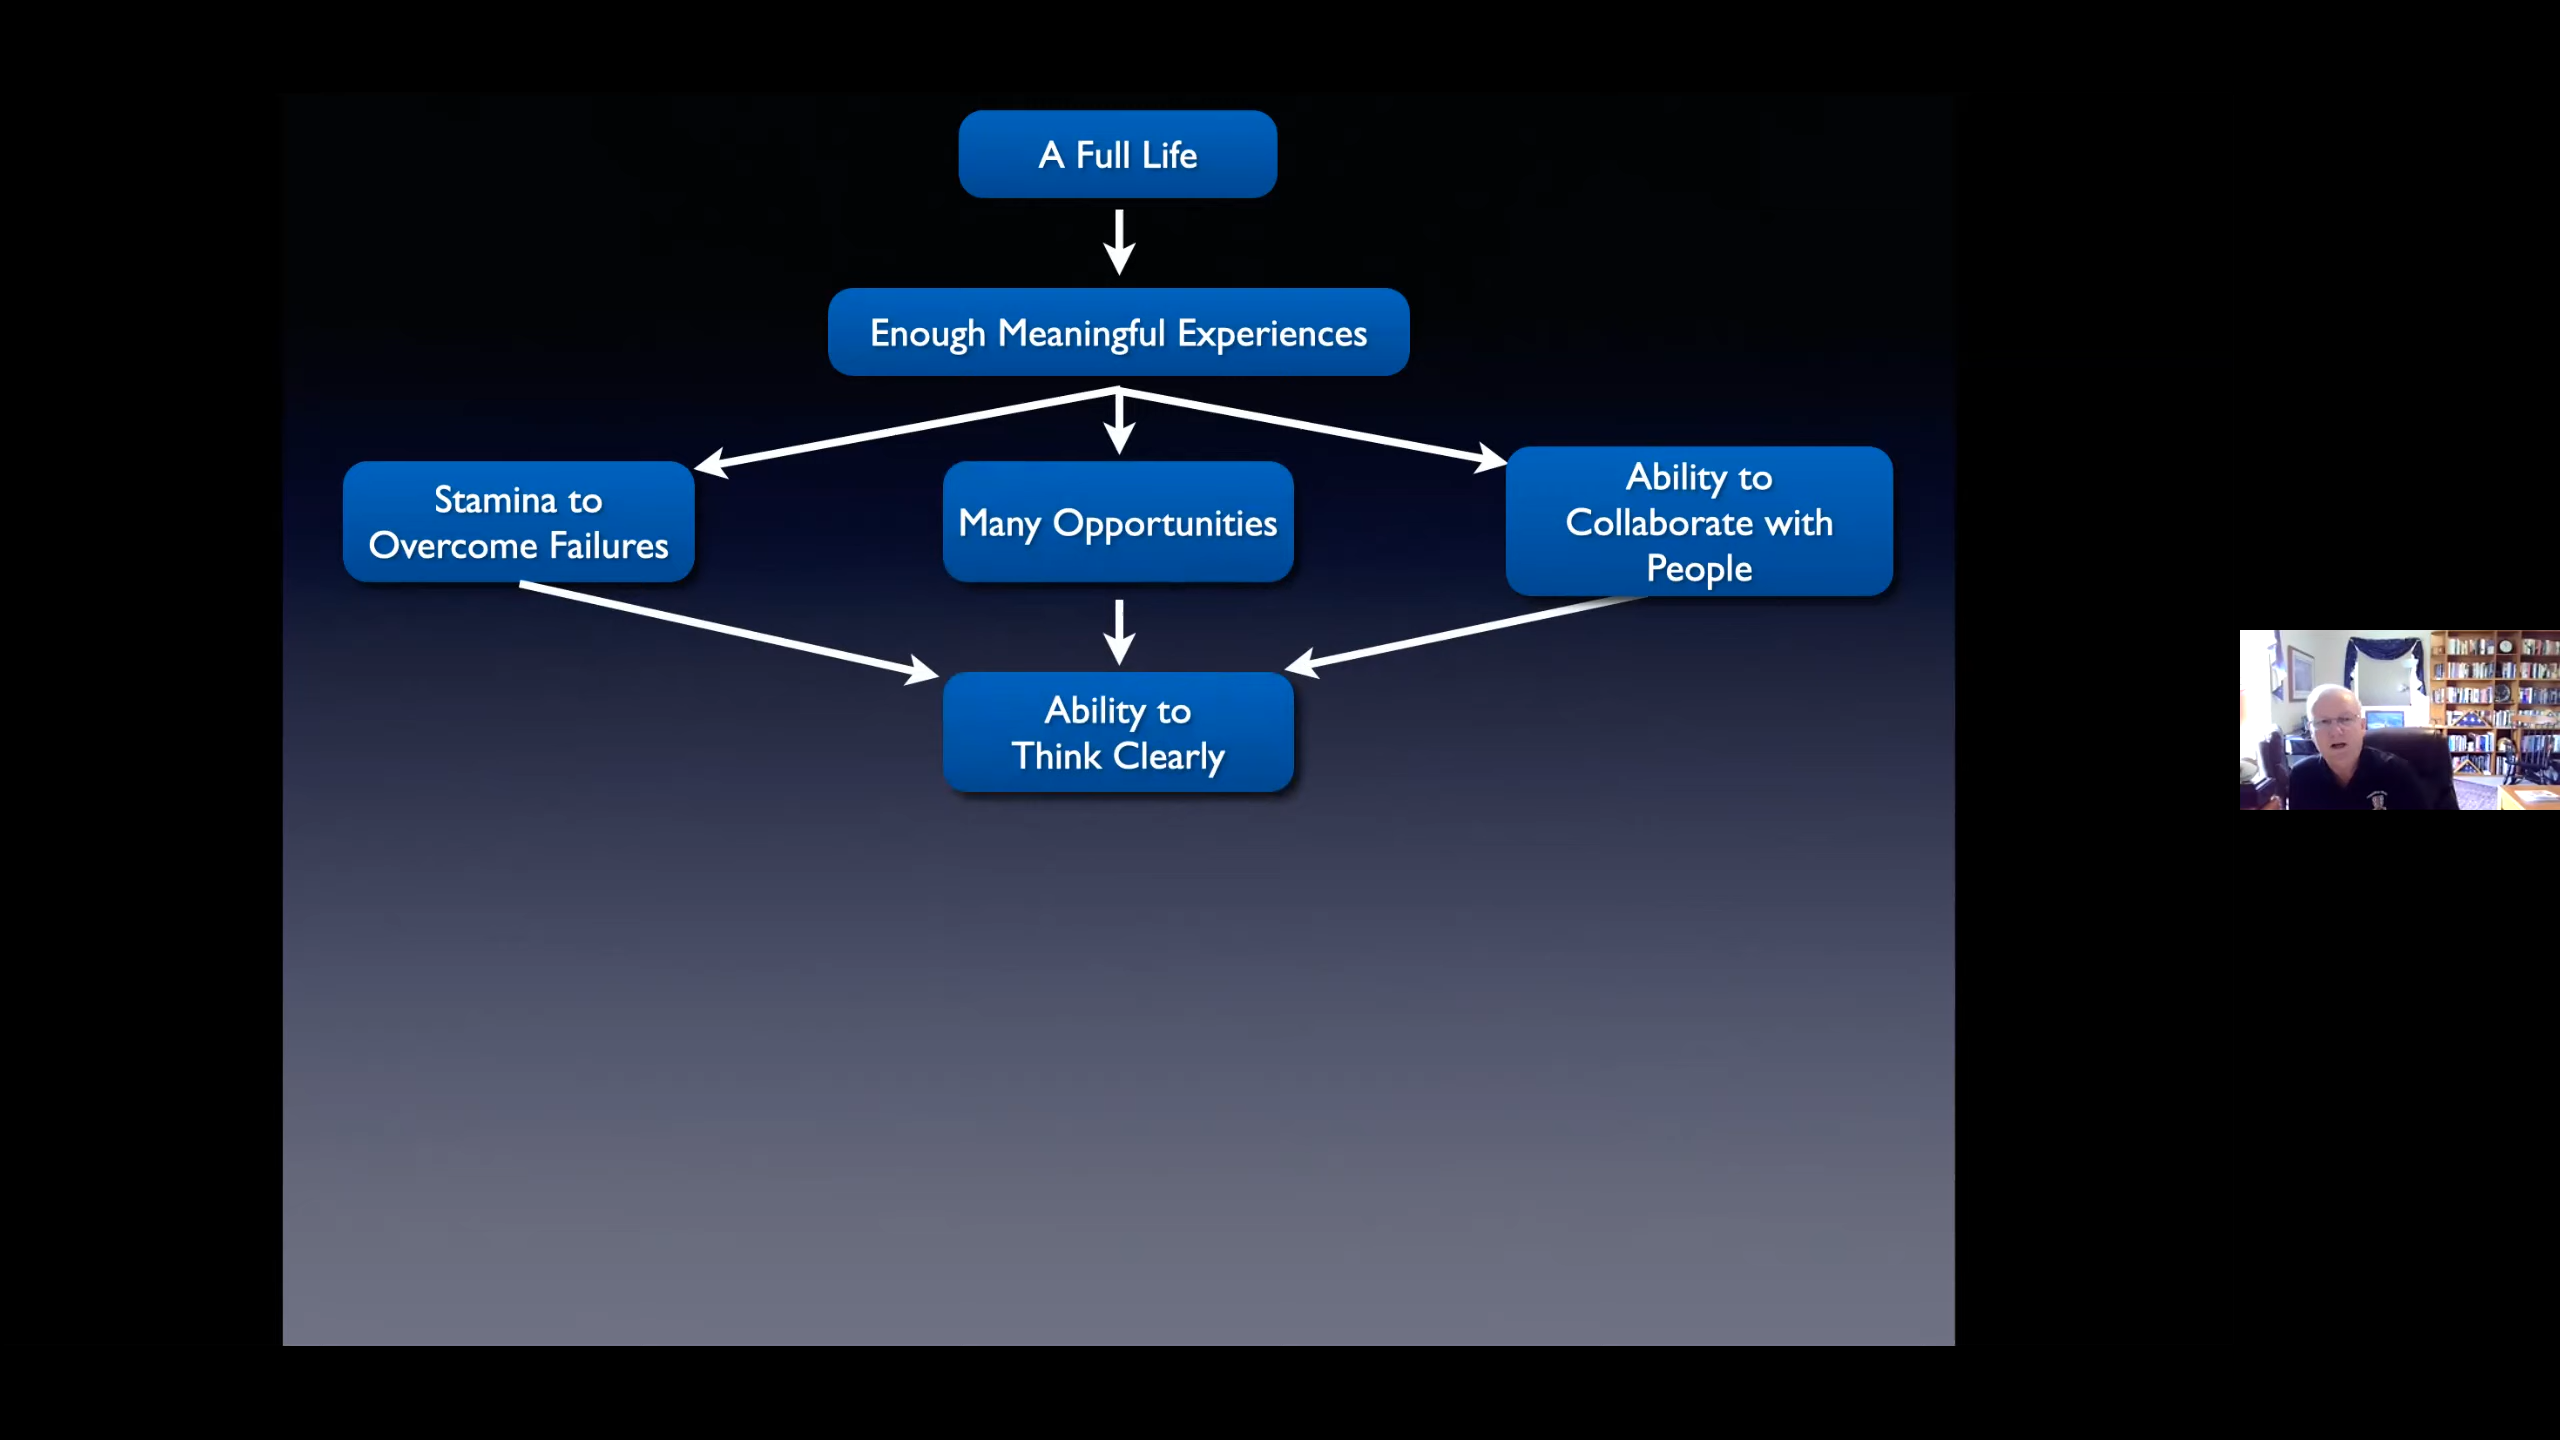 A Full Life
Enough Meaningful Experiences
Stamina to
Overcome Failures
Many Opportunities
Ability to
Collaborate with
People
Ability to
Think Clearly